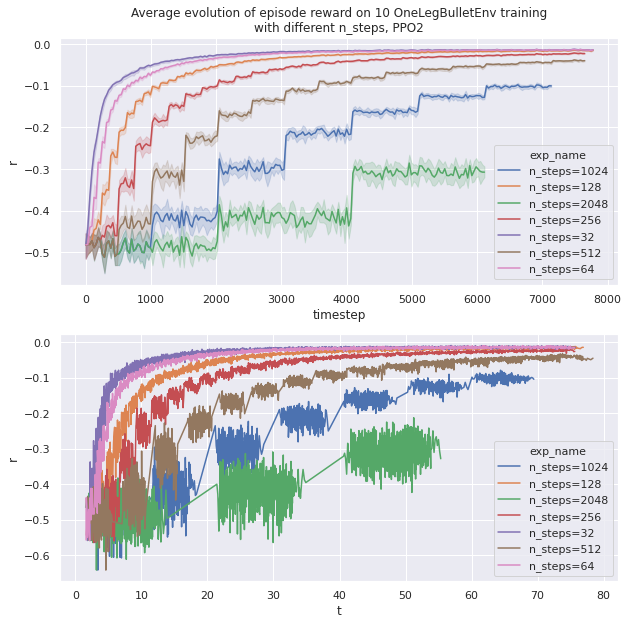 Average evolution of episode reward on 10 OneLegBulletEnv training
with different n_steps, PPO2
0.0
−0.1
−0.2
−0.3
−0.4
−0.5
r
exp_name
n_steps=1024
n_steps=128
n_steps=2048
n_steps=256
n_steps=32
n_steps=512
n_steps=64
0 1000 2000 3000 4000 5000 6000 7000 8000
timestep
0.0
−0.1
−0.2
−0.3
−0.4
−0.5
−0.6
r
exp_name
n_steps=1024
n_steps=128
n_steps=2048
n_steps=256
n_steps=32
n_steps=512
n_steps=64
0 10 20 30 40 50 60 70 80
t